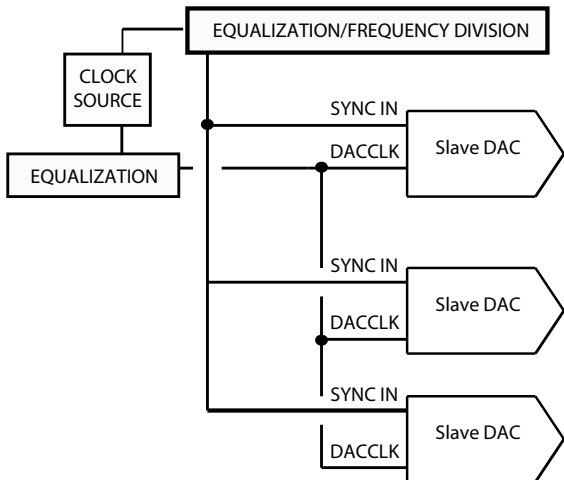 EQUALIZATION/FREQUENCY DIVISION
CLOCK
SOURCE
EQUALIZATION
SYNC IN
DACCLK
Slave DAC
SYNC IN
DACCLK
Slave DAC
SYNC IN
DACCLK
Slave DAC